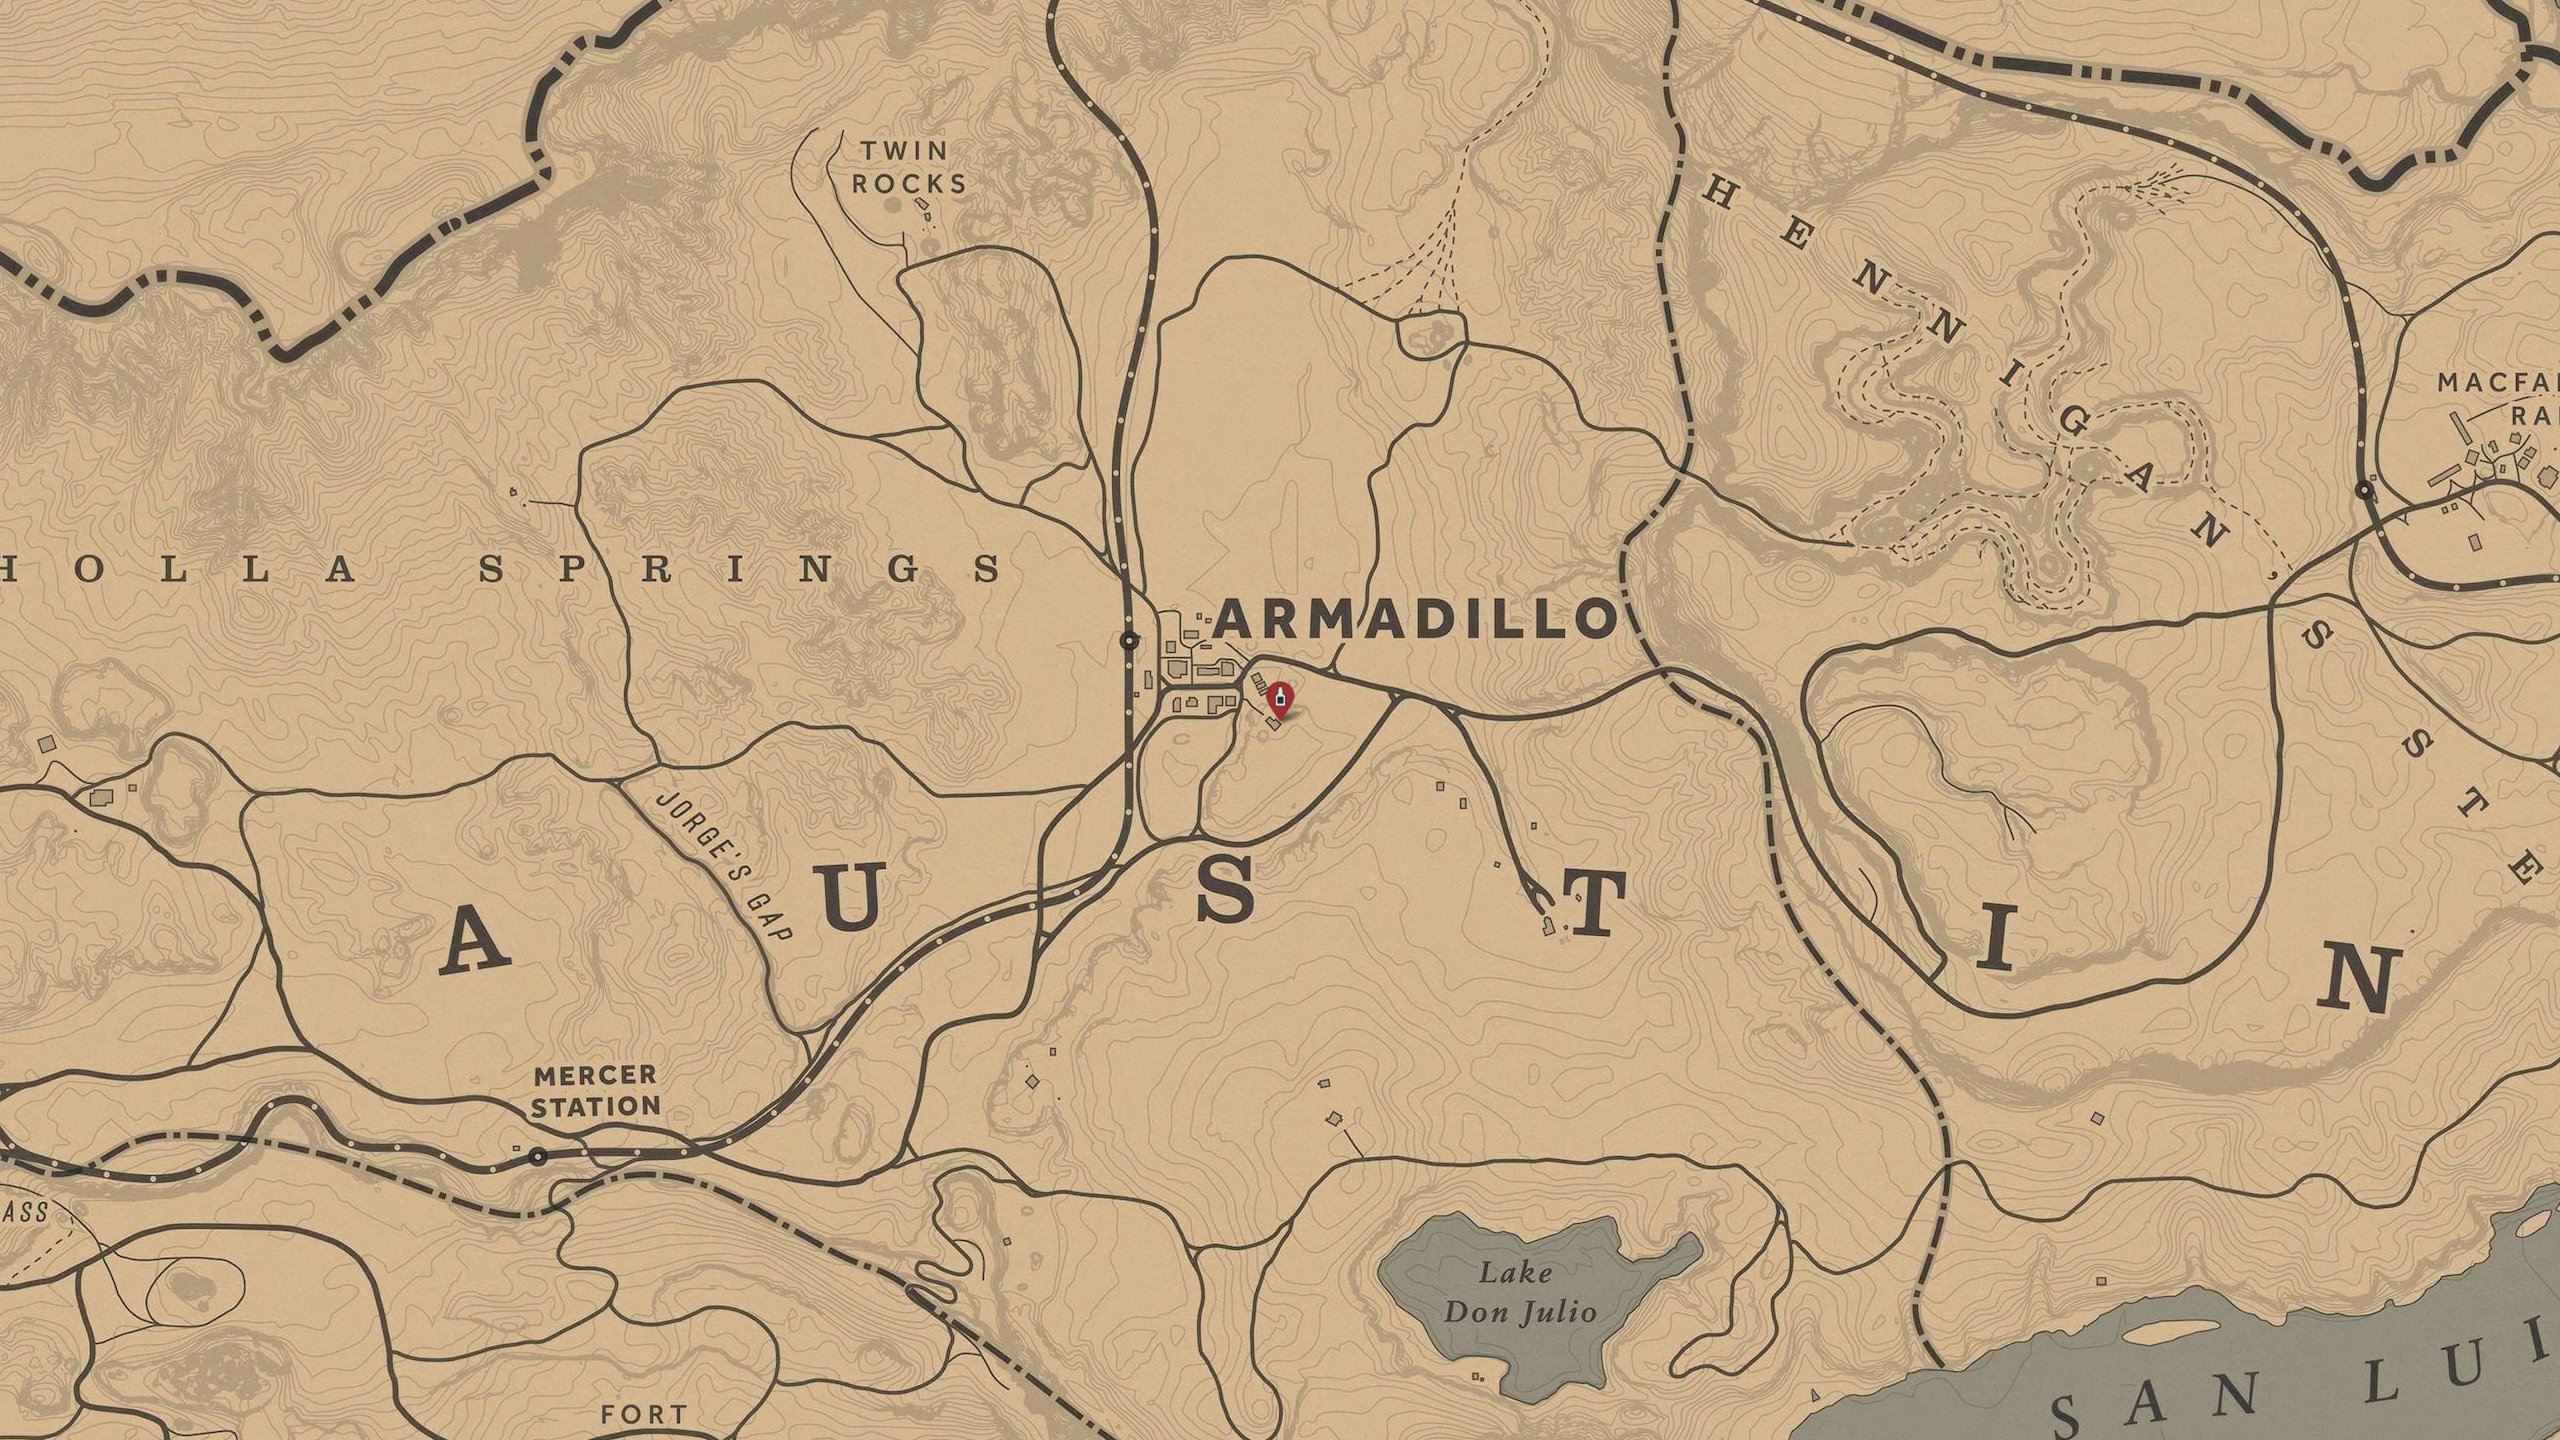 TWIN
ROCKS
HENNIGAN'S STE
MACFA
RA
HOLLA SPRINGS
ARMADILLO
JORGE'S GAP
AUSTIN
MERCER
STATION
ASS
Lake
Don Julio
SAN LUI
FORT